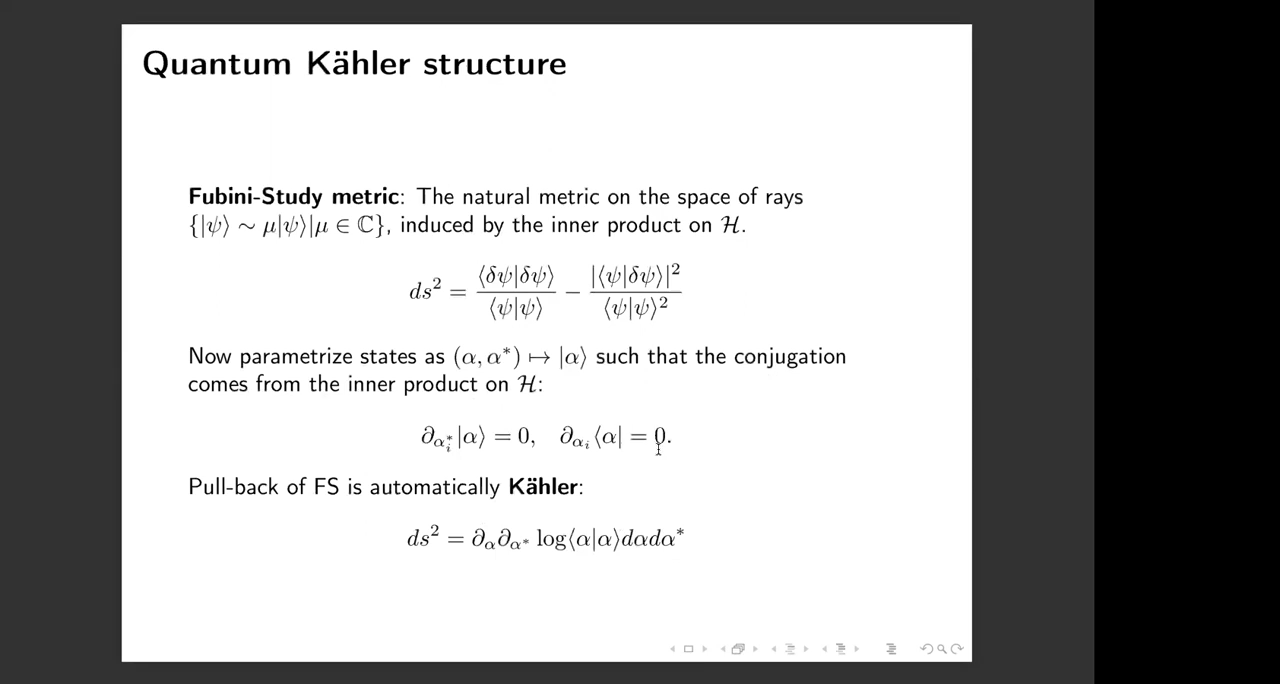 Quantum Kähler structure
Fubini-Study metric: The natural metric on the space of rays
{|ψ⟩ ∼ μ|ψ⟩|μ ∈ ℂ}, induced by the inner product on ℋ.
ds² = ⟨δψ|δψ⟩/⟨ψ|ψ⟩ − |⟨ψ|δψ⟩|²/⟨ψ|ψ⟩²
Now parametrize states as (α, α*) ↦ |α⟩ such that the conjugation
comes from the inner product on ℋ:
∂_{α_i*}|α⟩ = 0, ∂_{α_i}⟨α| = 0.
Pull-back of FS is automatically Kähler:
ds² = ∂_α∂_{α*} log⟨α|α⟩dαdα*